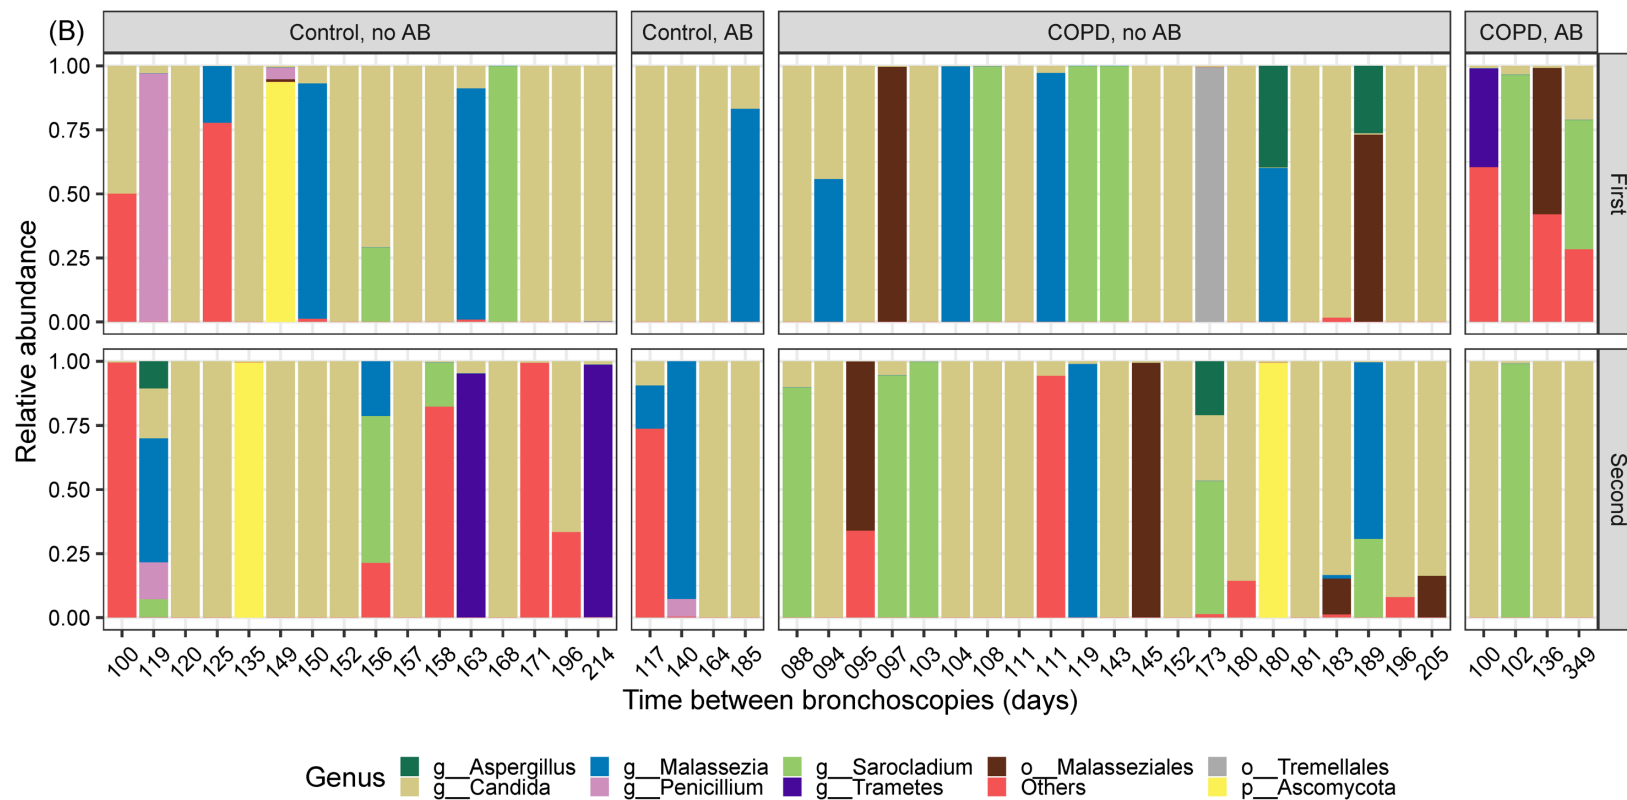 (B)
Control, no AB
Control, AB
COPD, no AB
COPD, AB
1.00
0.75
0.50
0.25
0.00
First
1.00
0.75
0.50
0.25
0.00
Second
Relative abundance
100 119 120 125 135 149 150 152 156 157 158 163 168 171 196 214
117 140 164 185
088 094 095 097 103 104 108 111 111 119 143 145 152 173 180 180 181 183 189 196 205
100 102 136 349
Time between bronchoscopies (days)
Genus
g__Aspergillus g__Malassezia g__Sarocladium o__Malasseziales o__Tremellales
g__Candida g__Penicillium g__Trametes Others p__Ascomycota